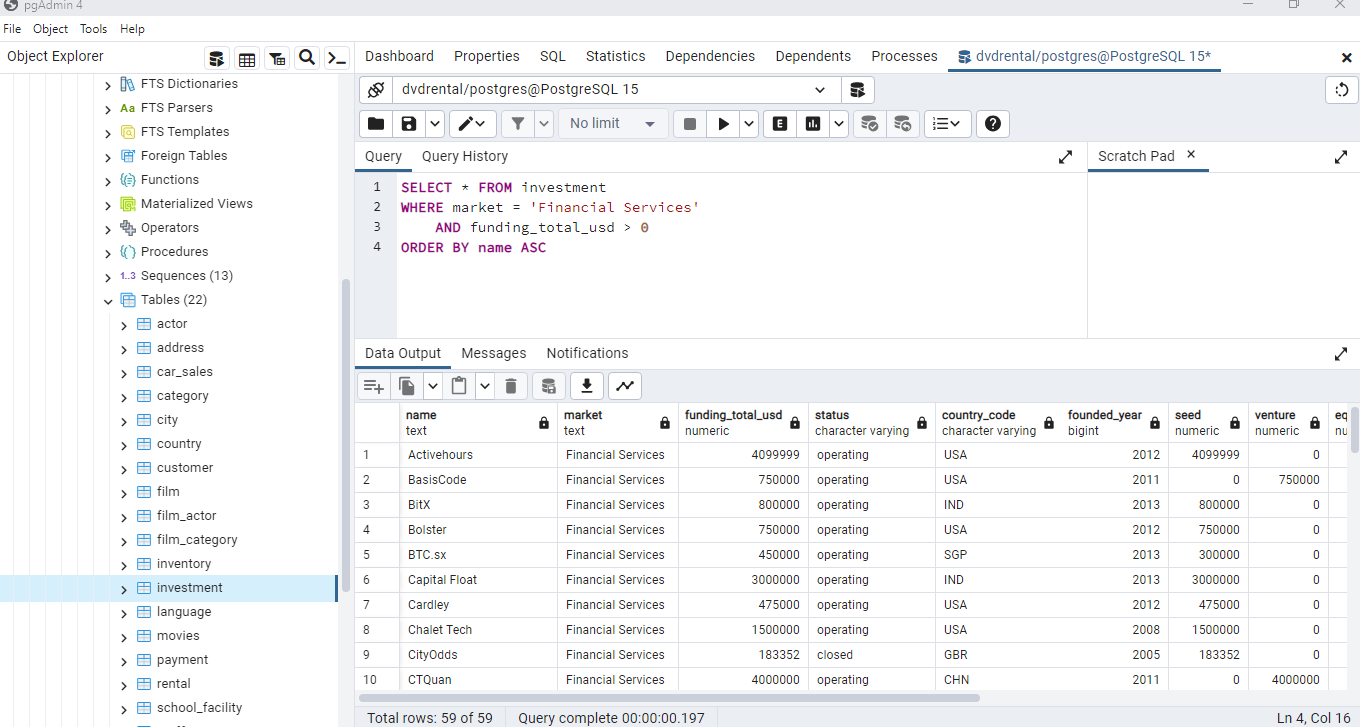 pgAdmin 4
File Object Tools Help
Object Explorer
Dashboard Properties SQL Statistics Dependencies Dependents Processes dvdrental/postgres@PostgreSQL 15*
FTS Dictionaries
Aa FTS Parsers
FTS Templates
Foreign Tables
Functions
Materialized Views
Operators
Procedures
1..3 Sequences (13)
Tables (22)
actor
address
car_sales
category
city
country
customer
film
film_actor
film_category
inventory
investment
language
movies
payment
rental
school_facility
dvdrental/postgres@PostgreSQL 15
No limit
E
Query Query History
Scratch Pad
1 SELECT * FROM investment
2 WHERE market = 'Financial Services'
3 AND funding_total_usd > 0
4 ORDER BY name ASC
Data Output Messages Notifications
name market funding_total_usd status country_code founded_year seed venture eq
text text numeric character varying character varying bigint numeric numeric nu
1 Activehours Financial Services 4099999 operating USA 2012 4099999 0
2 BasisCode Financial Services 750000 operating USA 2011 0 750000
3 BitX Financial Services 800000 operating IND 2013 800000 0
4 Bolster Financial Services 750000 operating USA 2012 750000 0
5 BTC.sx Financial Services 450000 operating SGP 2013 300000 0
6 Capital Float Financial Services 3000000 operating IND 2013 3000000 0
7 Cardley Financial Services 475000 operating USA 2012 475000 0
8 Chalet Tech Financial Services 1500000 operating USA 2008 1500000 0
9 CityOdds Financial Services 183352 closed GBR 2005 183352 0
10 CTQuan Financial Services 4000000 operating CHN 2011 0 4000000
Total rows: 59 of 59 Query complete 00:00:00.197 Ln 4, Col 16